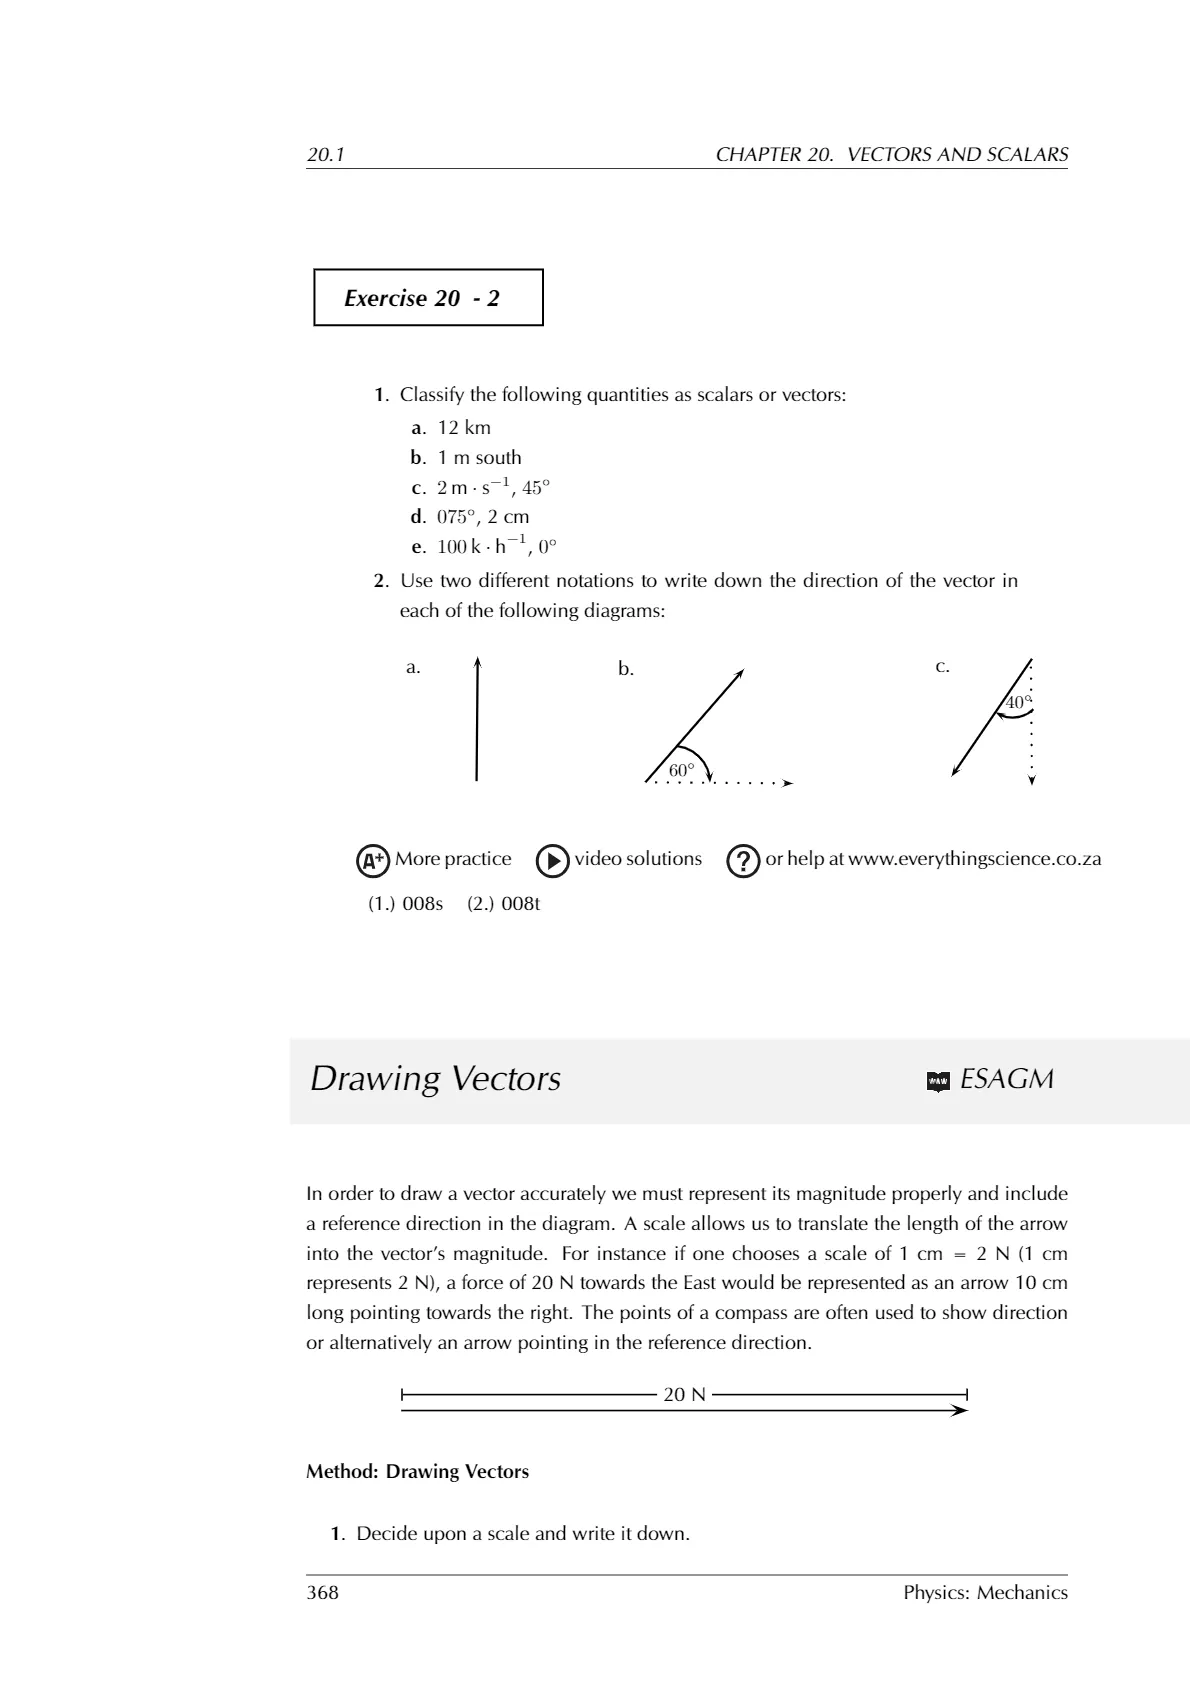 20.1 CHAPTER 20. VECTORS AND SCALARS
Exercise 20 - 2
1. Classify the following quantities as scalars or vectors:
a. 12 km
b. 1 m south
c. 2 m · s⁻¹, 45°
d. 075°, 2 cm
e. 100 k · h⁻¹, 0°
2. Use two different notations to write down the direction of the vector in
each of the following diagrams:
a. b. c.
40°
60°
A+ More practice video solutions ? or help at www.everythingscience.co.za
(1.) 008s (2.) 008t
Drawing Vectors WWW ESAGM
In order to draw a vector accurately we must represent its magnitude properly and include
a reference direction in the diagram. A scale allows us to translate the length of the arrow
into the vector’s magnitude. For instance if one chooses a scale of 1 cm = 2 N (1 cm
represents 2 N), a force of 20 N towards the East would be represented as an arrow 10 cm
long pointing towards the right. The points of a compass are often used to show direction
or alternatively an arrow pointing in the reference direction.
20 N
Method: Drawing Vectors
1. Decide upon a scale and write it down.
368 Physics: Mechanics